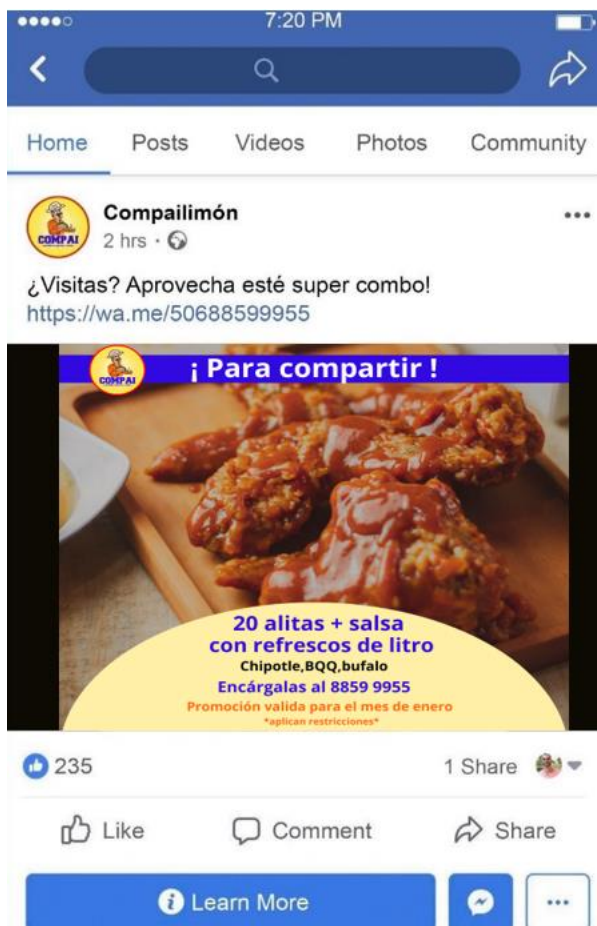 7:20 PM
Home Posts Videos Photos Community
COMPAI
Compailimón
2 hrs
¿Visitas? Aprovecha esté super combo!
https://wa.me/50688599955
COMPAI
¡ Para compartir !
20 alitas + salsa
con refrescos de litro
Chipotle,BQQ,bufalo
Encárgalas al 8859 9955
Promoción valida para el mes de enero
*aplican restricciones*
235
1 Share
Like Comment Share
Learn More